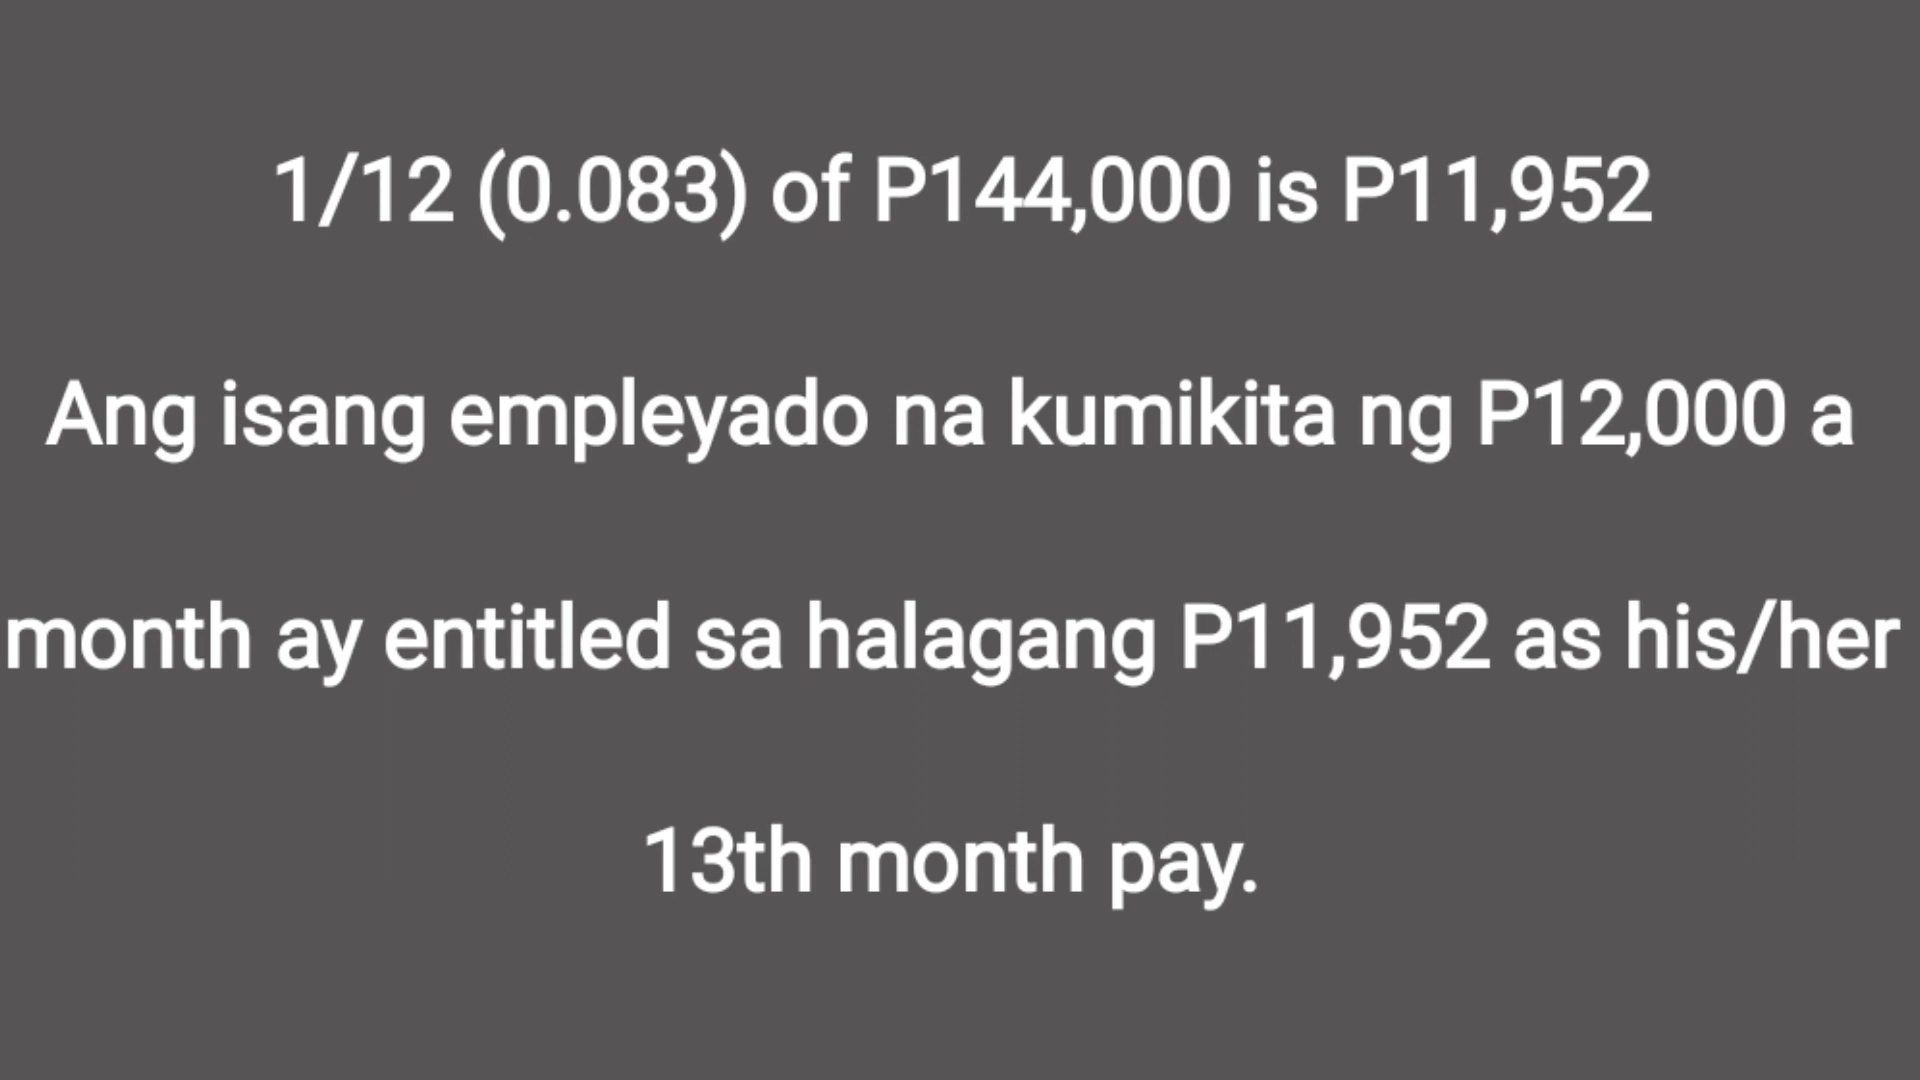 1/12 (0.083) of P144,000 is P11,952
Ang isang empleyado na kumikita ng P12,000 a
month ay entitled sa halagang P11,952 as his/her
13th month pay.